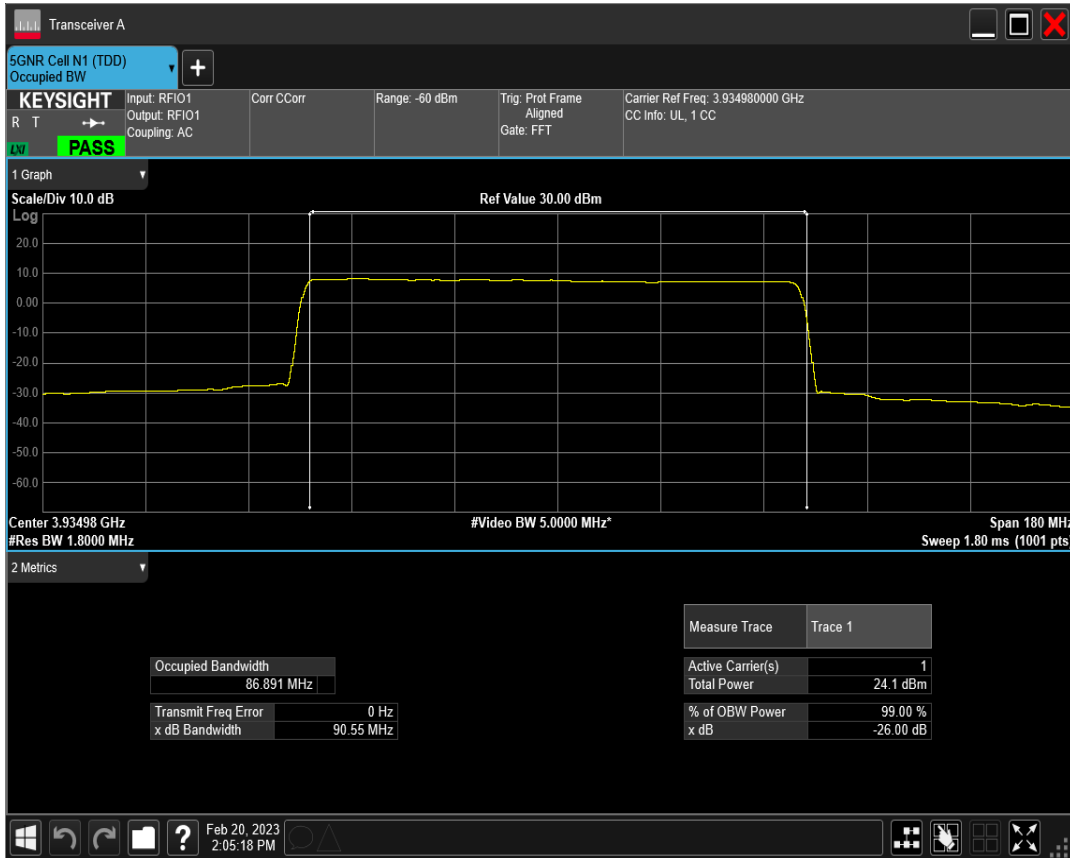 Transceiver A
5GNR Cell N1 (TDD)
Occupied BW
+
KEYSIGHT
R T
LXI
PASS
Input: RFIO1
Output: RFIO1
Coupling: AC
Corr CCorr
Range: -60 dBm
Trig: Prot Frame
Aligned
Gate: FFT
Carrier Ref Freq: 3.934980000 GHz
CC Info: UL, 1 CC
1 Graph
Scale/Div 10.0 dB
Ref Value 30.00 dBm
Log
20.0
10.0
0.00
-10.0
-20.0
-30.0
-40.0
-50.0
-60.0
Center 3.93498 GHz
#Video BW 5.0000 MHz*
Span 180 MHz
#Res BW 1.8000 MHz
Sweep 1.80 ms (1001 pts)
2 Metrics
Measure Trace Trace 1
Occupied Bandwidth
86.891 MHz
Active Carrier(s) 1
Total Power 24.1 dBm
Transmit Freq Error 0 Hz
x dB Bandwidth 90.55 MHz
% of OBW Power 99.00 %
x dB -26.00 dB
?
Feb 20, 2023
2:05:18 PM